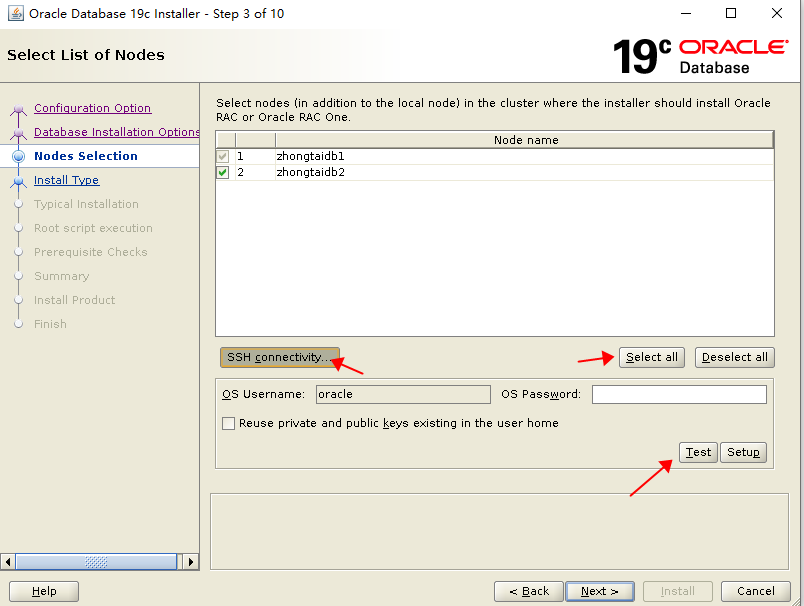 Oracle Database 19c Installer - Step 3 of 10
Select List of Nodes
19c ORACLE
Database
Configuration Option
Database Installation Options
Nodes Selection
Install Type
Typical Installation
Root script execution
Prerequisite Checks
Summary
Install Product
Finish
Select nodes (in addition to the local node) in the cluster where the installer should install Oracle
RAC or Oracle RAC One.
Node name
1 zhongtaidb1
2 zhongtaidb2
SSH connectivity... Select all Deselect all
OS Username: oracle OS Password:
Reuse private and public keys existing in the user home
Test Setup
Help < Back Next > Install Cancel